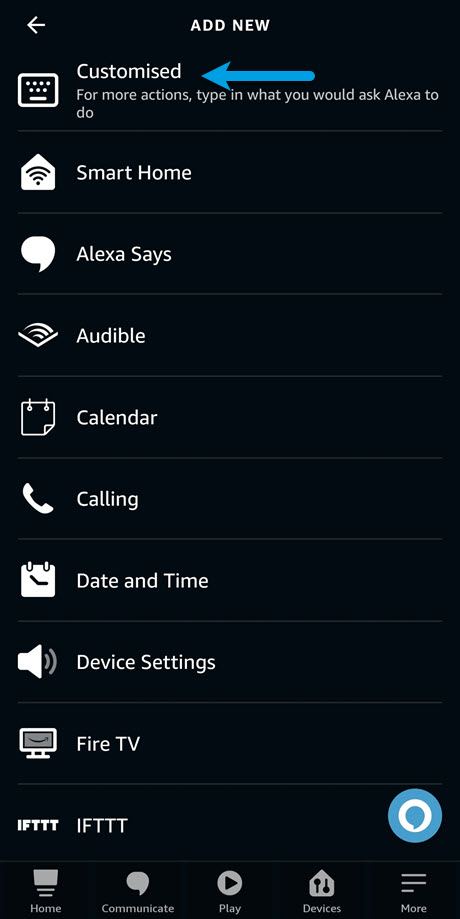 ADD NEW
Customised
For more actions, type in what you would ask Alexa to
do
Smart Home
Alexa Says
Audible
Calendar
Calling
Date and Time
Device Settings
Fire TV
IFTTT IFTTT
Home Communicate Play Devices More